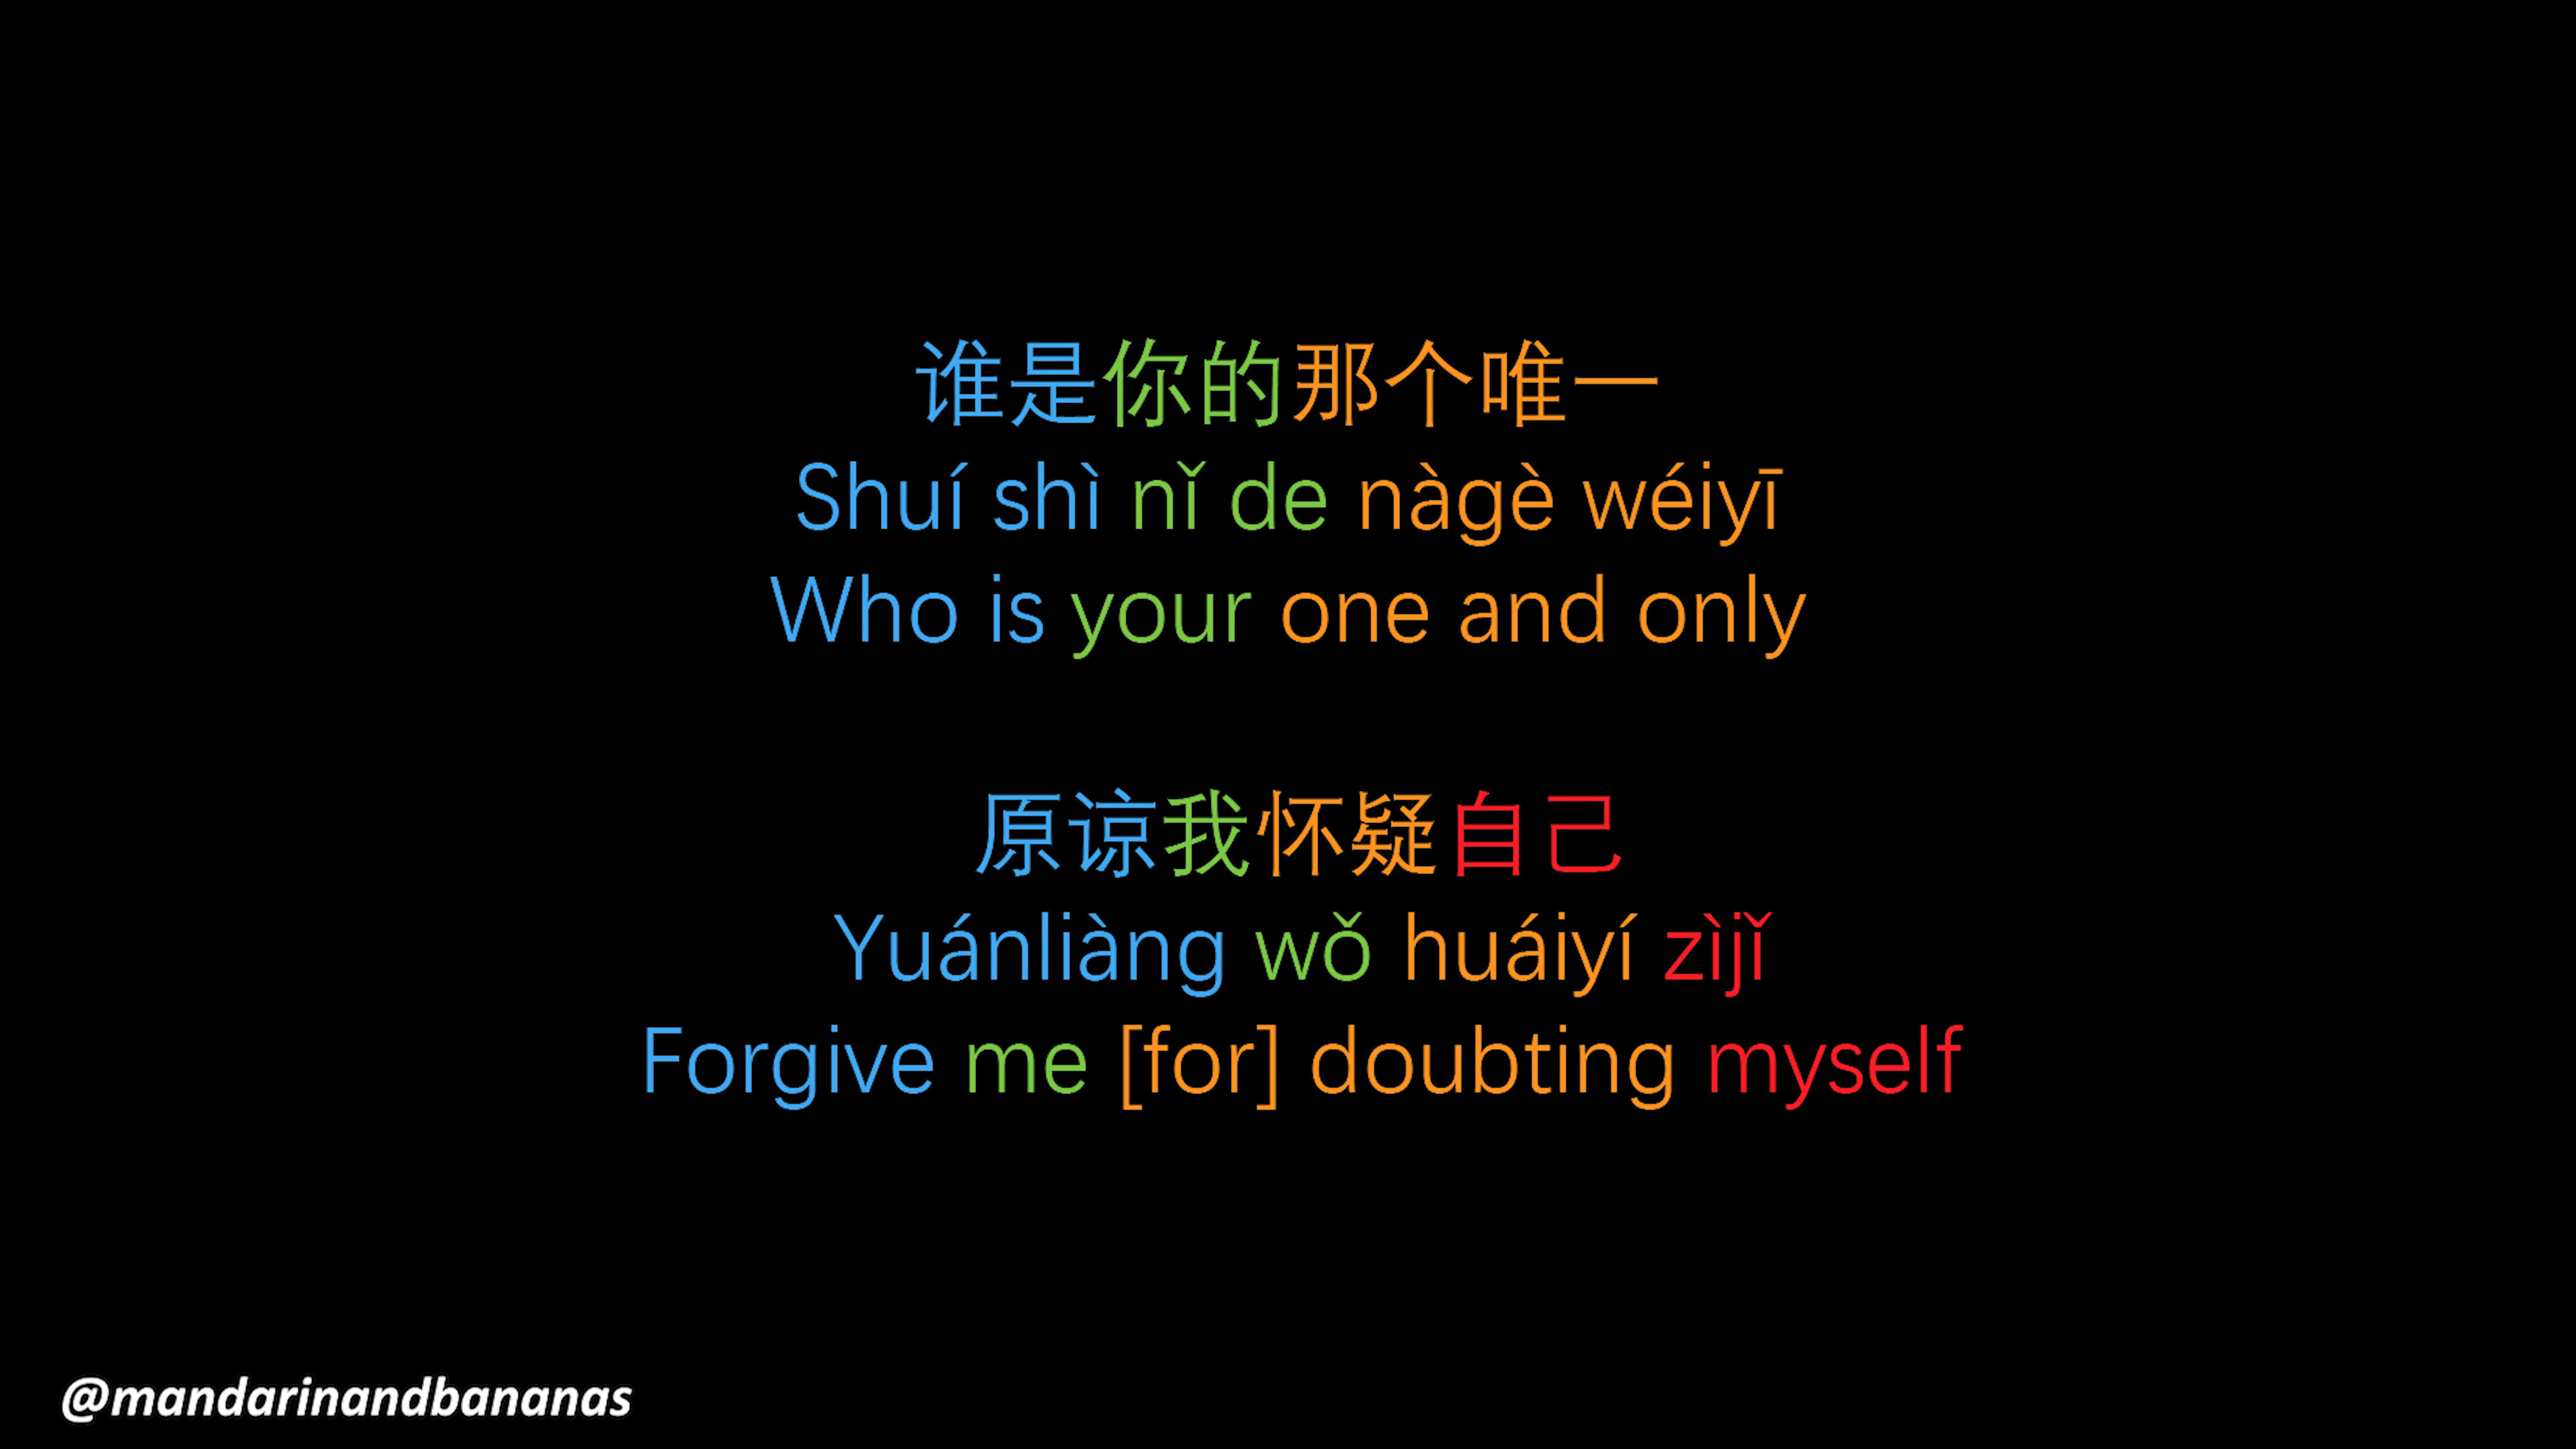 谁是你的那个唯一
Shuí shì nǐ de nàgè wéiyī
Who is your one and only
原谅我怀疑自己
Yuánliàng wǒ huáiyí zìjǐ
Forgive me [for] doubting myself
@mandarinandbananas